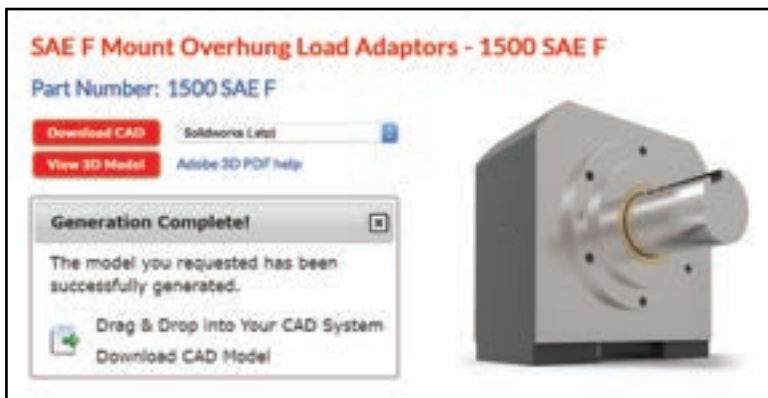 SAE F Mount Overhung Load Adaptors - 1500 SAE F
Part Number: 1500 SAE F
Download CAD
Solidworks (.stp)
View 3D Model
Adobe 3D PDF help
Generation Complete!
The model you requested has been
successfully generated.
Drag & Drop into Your CAD System
Download CAD Model